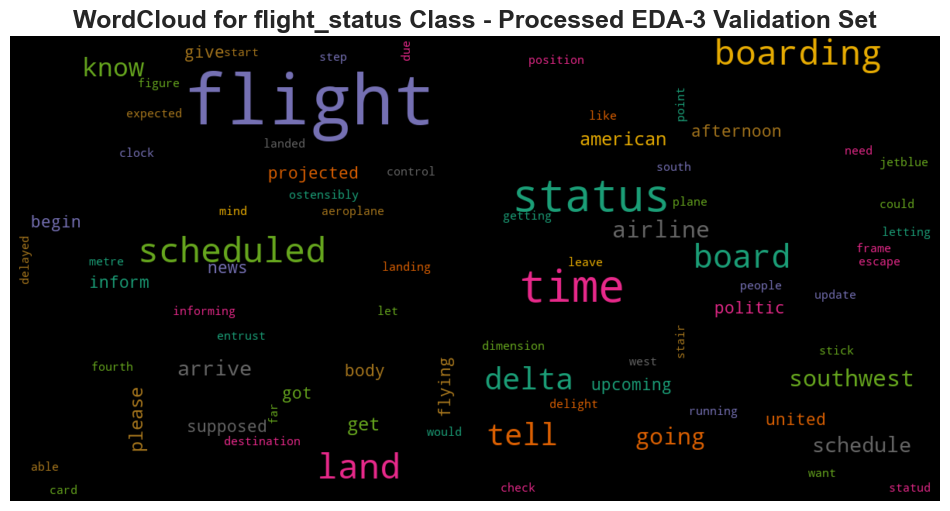 WordCloud for flight_status Class - Processed EDA-3 Validation Set
give start step due position boarding
know
figure flight point
expected like american afternoon
clock landed need
projected control south jetblue
ostensibly status plane could
mind aeroplane getting
begin airline letting
delayed scheduled board frame
metre news landing leave escape
inform time people update
informing let politic
entrust
dimension stair stick
fourth arrive body west
flying delta upcoming southwest
please got delight running
far get united
supposed would tell going
destination land schedule
able want
card check statud